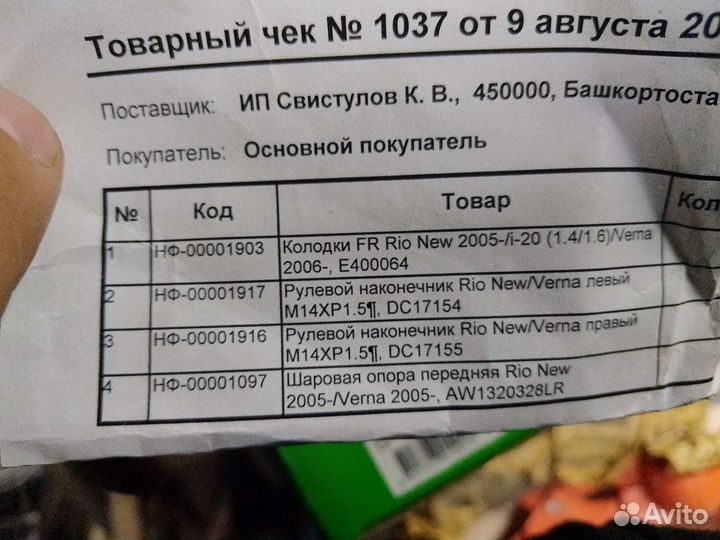 Товарный чек № 1037 от 9 августа 20
Поставщик: ИП Свистулов К. В., 450000, Башкортоста
Покупатель: Основной покупатель
№ Код Товар Кол
1 НФ-00001903 Колодки FR Rio New 2005-/i-20 (1.4/1.6)/Verna
2006-, E400064
2 НФ-00001917 Рулевой наконечник Rio New/Verna левый
M14XP1.5¶, DC17154
3 НФ-00001916 Рулевой наконечник Rio New/Verna правый
M14XP1.5¶, DC17155
4 НФ-00001097 Шаровая опора передняя Rio New
2005-/Verna 2005-, AW1320328LR
Avito